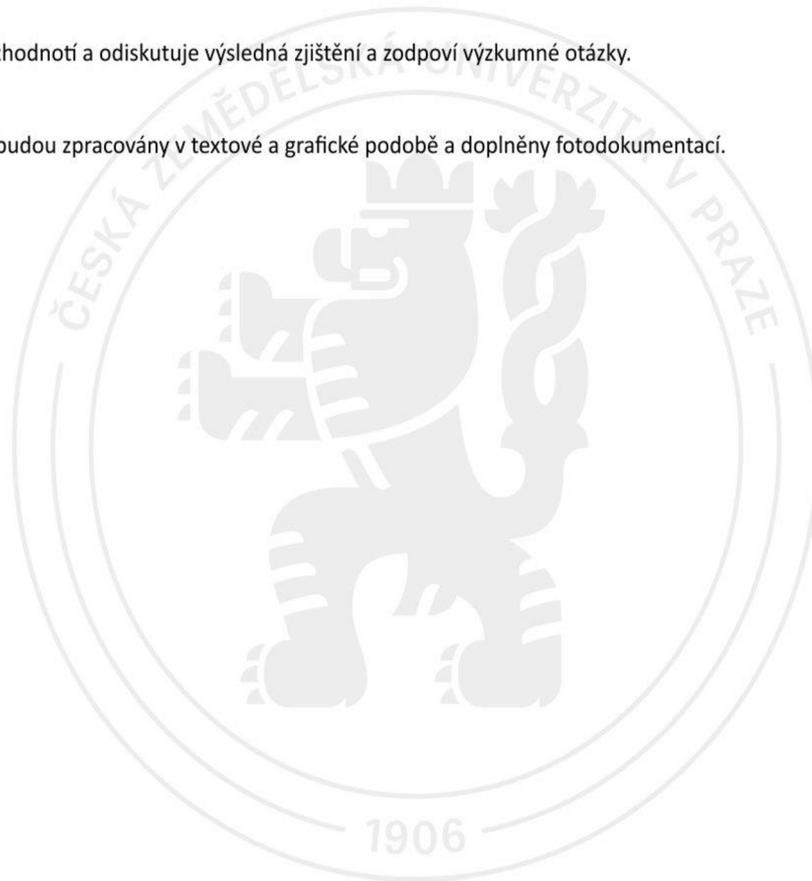 hodnotí a odiskutuje výsledná zjištění a zodpoví výzkumné otázky.
budou zpracovány v textové a grafické podobě a doplněny fotodokumentací.
ČESKÁ ZEMĚDĚLSKÁ UNIVERZITA V PRAZE
1906